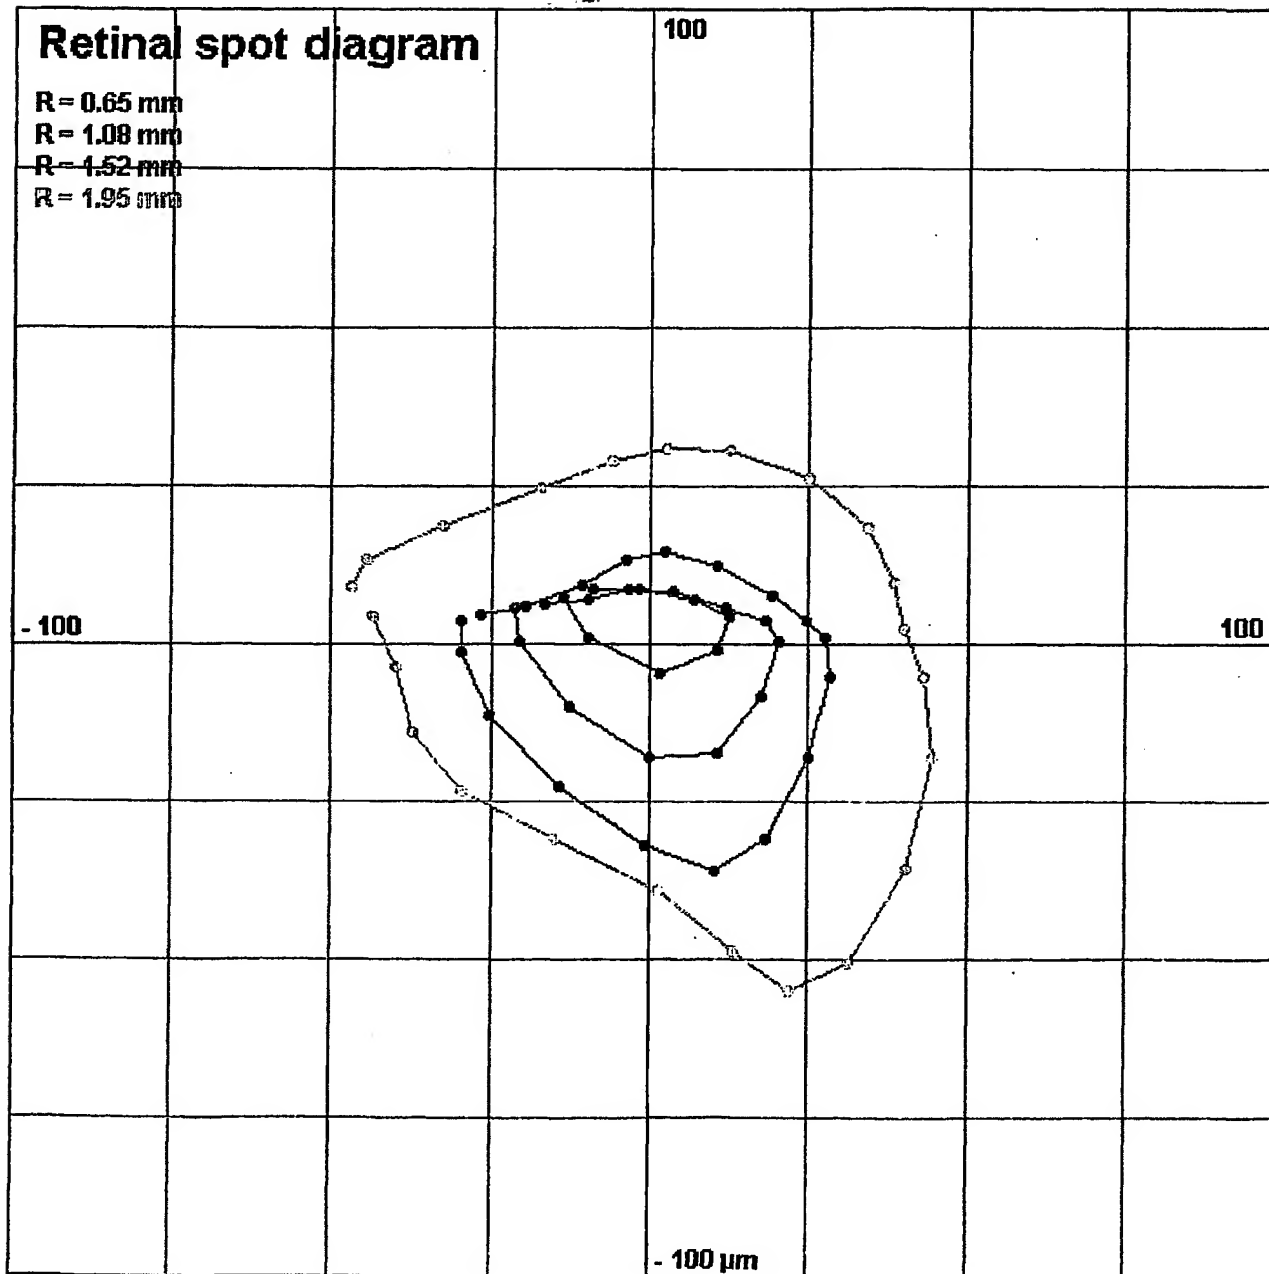 Retinal spot diagram
100
R = 0.65 mm
R = 1.08 mm
R = 1.52 mm
R = 1.95 mm
- 100
100
- 100 µm